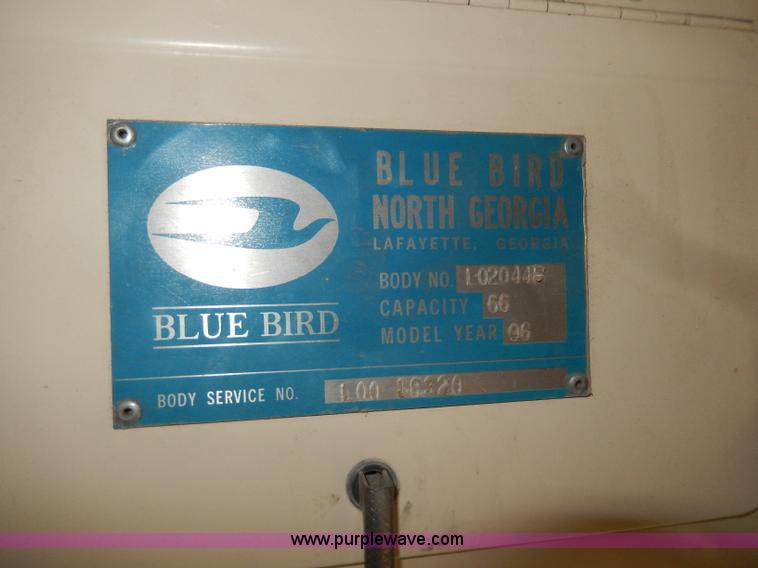 BLUE BIRD
NORTH GEORGIA
LAFAYETTE, GEORGIA
BODY NO.
CAPACITY 66
MODEL YEAR 96
BLUE BIRD
BODY SERVICE NO. L00
www.purplewave.com